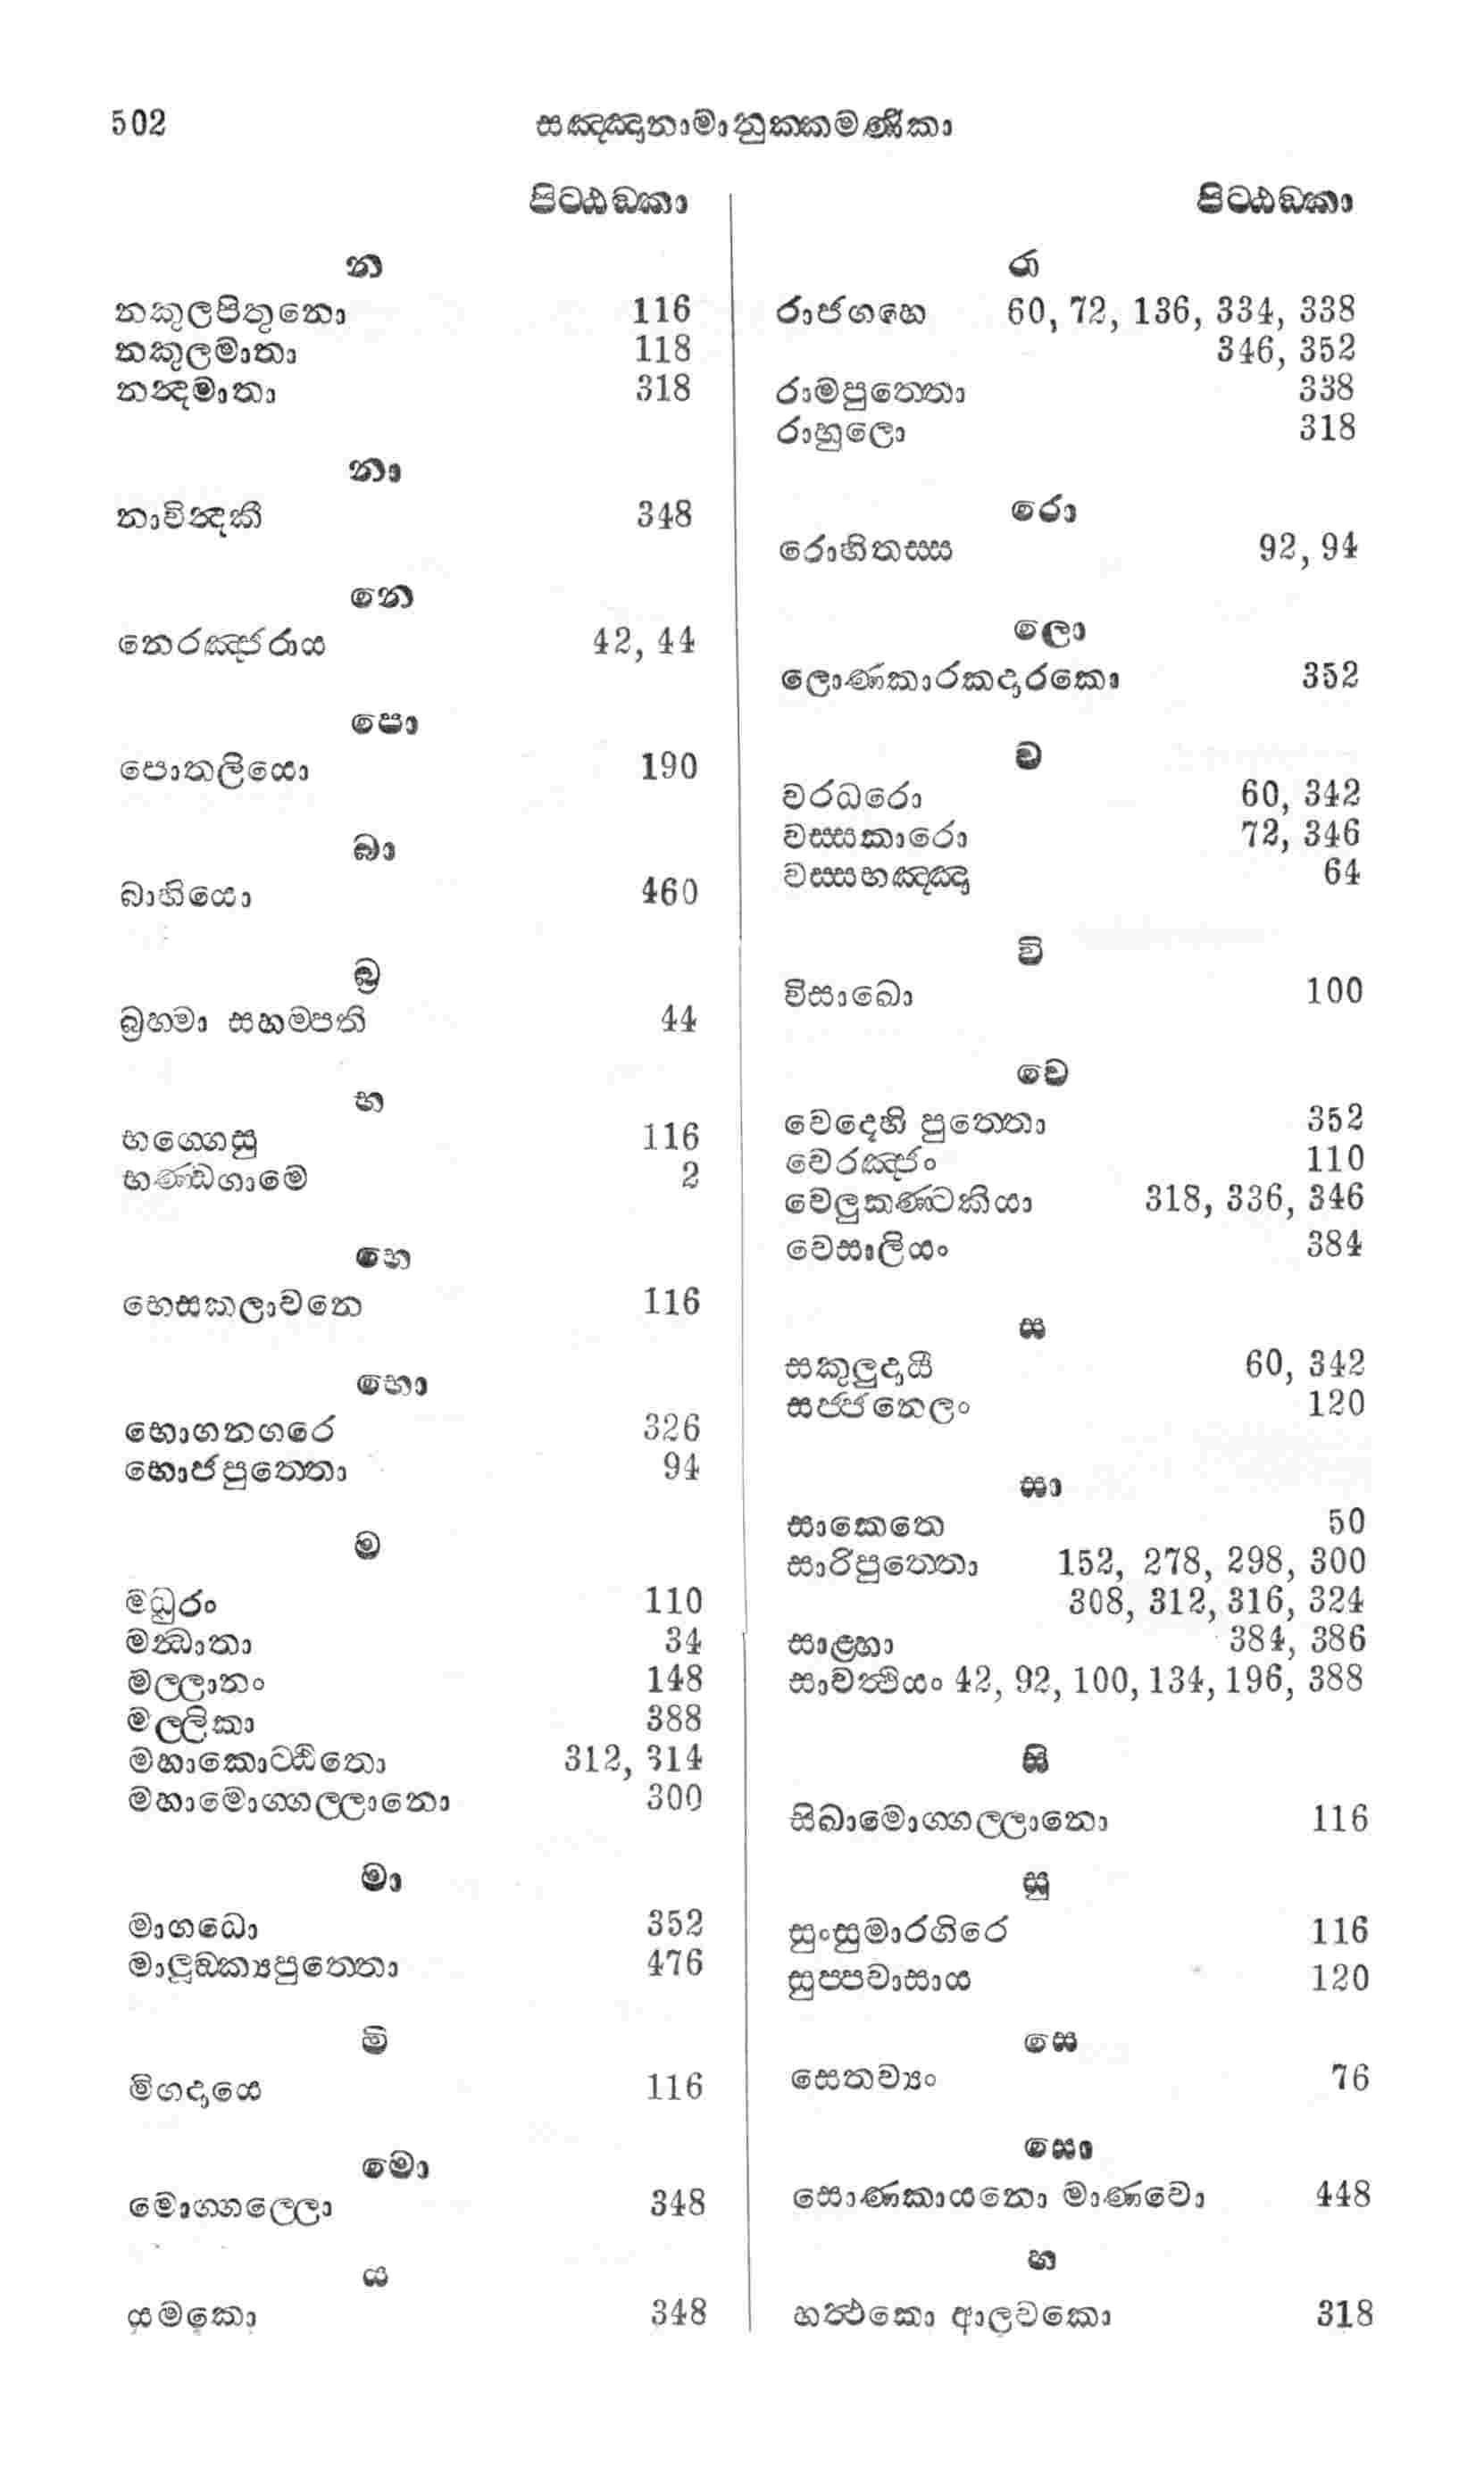 502 සඤ්ඤානාමානුක්කමණිකා
පිට්ඨඞ්කා
න
නකුලපිතුනො 116
නකුලමාතා 118
නන්දමාතා 318
නා
නාවින්දකී 348
නෙ
නෙරඤ්ජරාය 42, 44
පො
පොතලියො 190
බා
බාහියො 460
බ්‍ර
බ්‍රහ්මා සහම්පති 44
භ
භග්ගෙසු 116
භණ්ඩගාමෙ 2
භෙ
භෙසකලාවනෙ 116
භො
භොගනගරෙ 326
භොජපුත්තො 94
ම
මධුරං 110
මන්ධාතා 34
මල්ලානං 148
මල්ලිකා 388
මහාකොට්ඨිතො 312, 314
මහාමොග්ගල්ලානො 300
මා
මාගධො 352
මාලුඞ්ක්‍යපුත්තො 476
මි
මිගදායෙ 116
මො
මොග්ගල්ලො 348
ය
යමකො 348
පිට්ඨඞ්කා
රා
රාජගහෙ 60, 72, 136, 334, 338
346, 352
රාමපුත්තො 338
රාහුලො 318
රො
රොහිතස්ස 92, 94
ලො
ලොණකාරකදාරකො 352
ව
වරධරො 60, 342
වස්සකාරො 72, 346
වස්සභඤ්ඤා 64
වි
විසාඛො 100
වෙ
වෙදෙහි පුත්තො 352
වෙරඤ්ජං 110
වෙලුකණ්ටකියා 318, 336, 346
වෙසාලියං 384
ස
සකුලුදායී 60, 342
සජ්ජනෙලං 120
සා
සාකෙතෙ 50
සාරිපුත්තො 152, 278, 298, 300
308, 312, 316, 324
සාළ්හා 384, 386
සාවත්ථියං 42, 92, 100, 134, 196, 388
සි
සිඛාමොග්ගල්ලානො 116
සු
සුංසුමාරගිරෙ 116
සුප්පවාසාය 120
සෙ
සෙතව්‍යං 76
සො
සොණකායනො මාණවො 448
හ
හත්ථකො ආලවකො 318